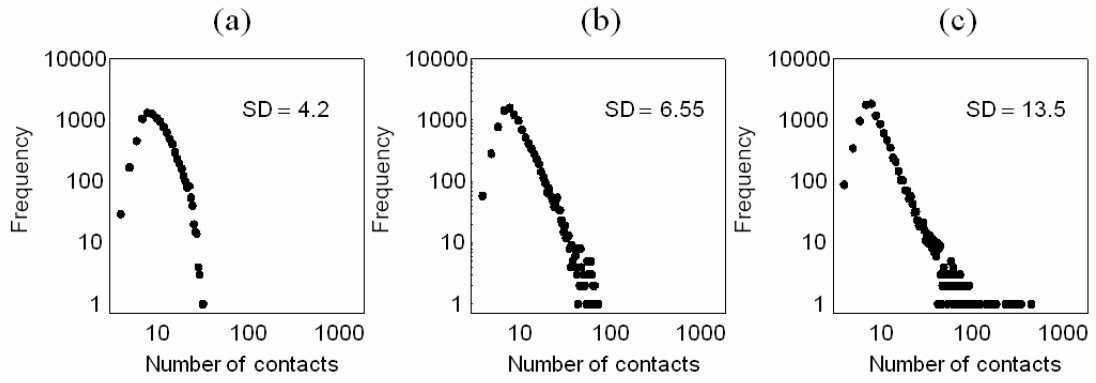 (a) (b) (c)
10000 10000 10000
SD = 4.2 SD = 6.55 SD = 13.5
1000 1000 1000
Frequency Frequency Frequency
100 100 100
10 10 10
1 1 1
10 100 1000 10 100 1000 10 100 1000
Number of contacts Number of contacts Number of contacts